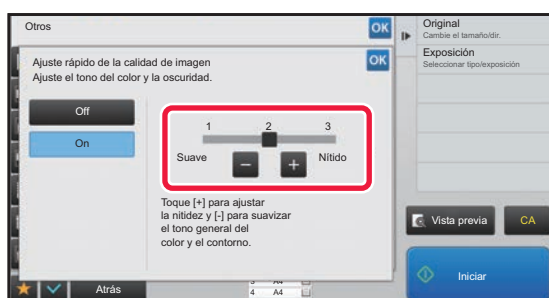 Otros
OK
Original
Cambie el tamaño/dir.
Exposición
Seleccionar tipo/exposición
Ajuste rápido de la calidad de imagen
Ajuste el tono del color y la oscuridad.
OK
Off
On
1 2 3
Suave - + Nítido
Toque [+] para ajustar
la nitidez y [-] para suavizar
el tono general del
color y el contorno.
Vista previa
CA
Atrás
4 A4
Iniciar